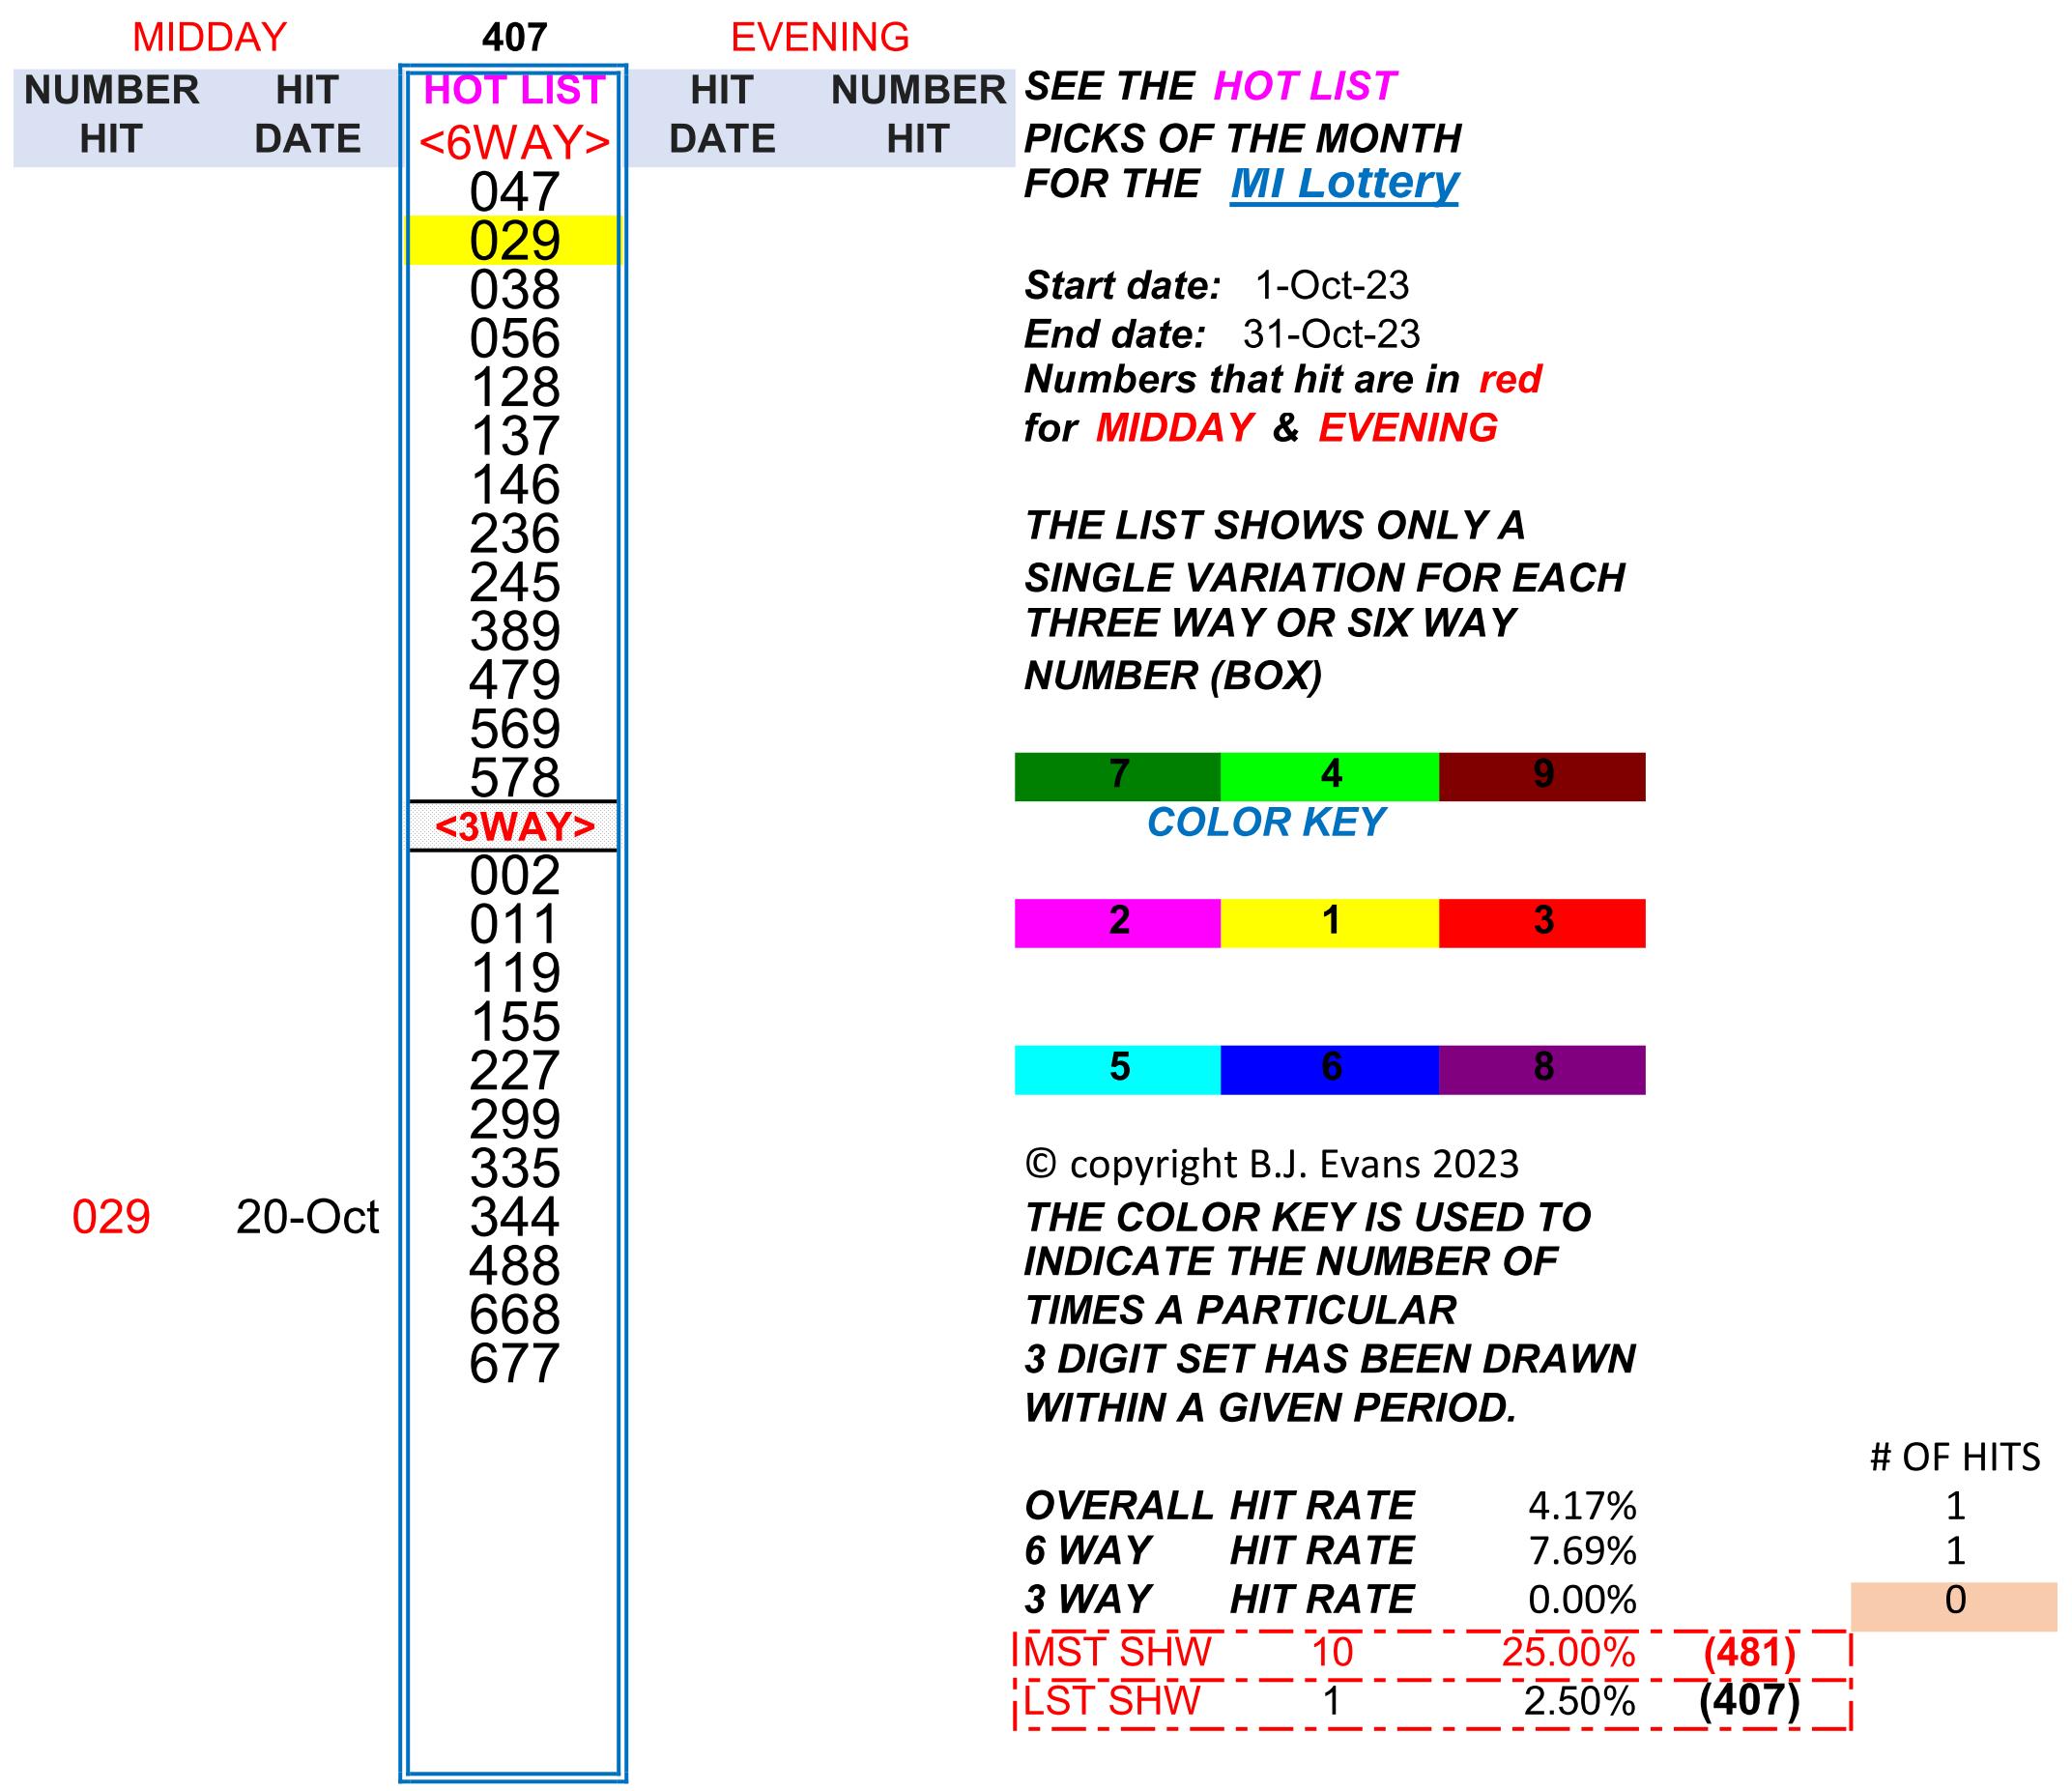 MIDDAY 407 EVENING
NUMBER HIT HOT LIST HIT NUMBER SEE THE HOT LIST
HIT DATE <6WAY> DATE HIT PICKS OF THE MONTH
047 FOR THE MI Lottery
029
038 Start date: 1-Oct-23
056 End date: 31-Oct-23
128 Numbers that hit are in red
137 for MIDDAY & EVENING
146
236 THE LIST SHOWS ONLY A
245 SINGLE VARIATION FOR EACH
389 THREE WAY OR SIX WAY
479 NUMBER (BOX)
569
578 7 4 9
<3WAY> COLOR KEY
002
011 2 1 3
119
155
227 5 6 8
299
335 © copyright B.J. Evans 2023
029 20-Oct 344 THE COLOR KEY IS USED TO
488 INDICATE THE NUMBER OF
668 TIMES A PARTICULAR
677 3 DIGIT SET HAS BEEN DRAWN
WITHIN A GIVEN PERIOD.
# OF HITS
OVERALL HIT RATE 4.17% 1
6 WAY HIT RATE 7.69% 1
3 WAY HIT RATE 0.00% 0
MST SHW 10 25.00% (481)
LST SHW 1 2.50% (407)